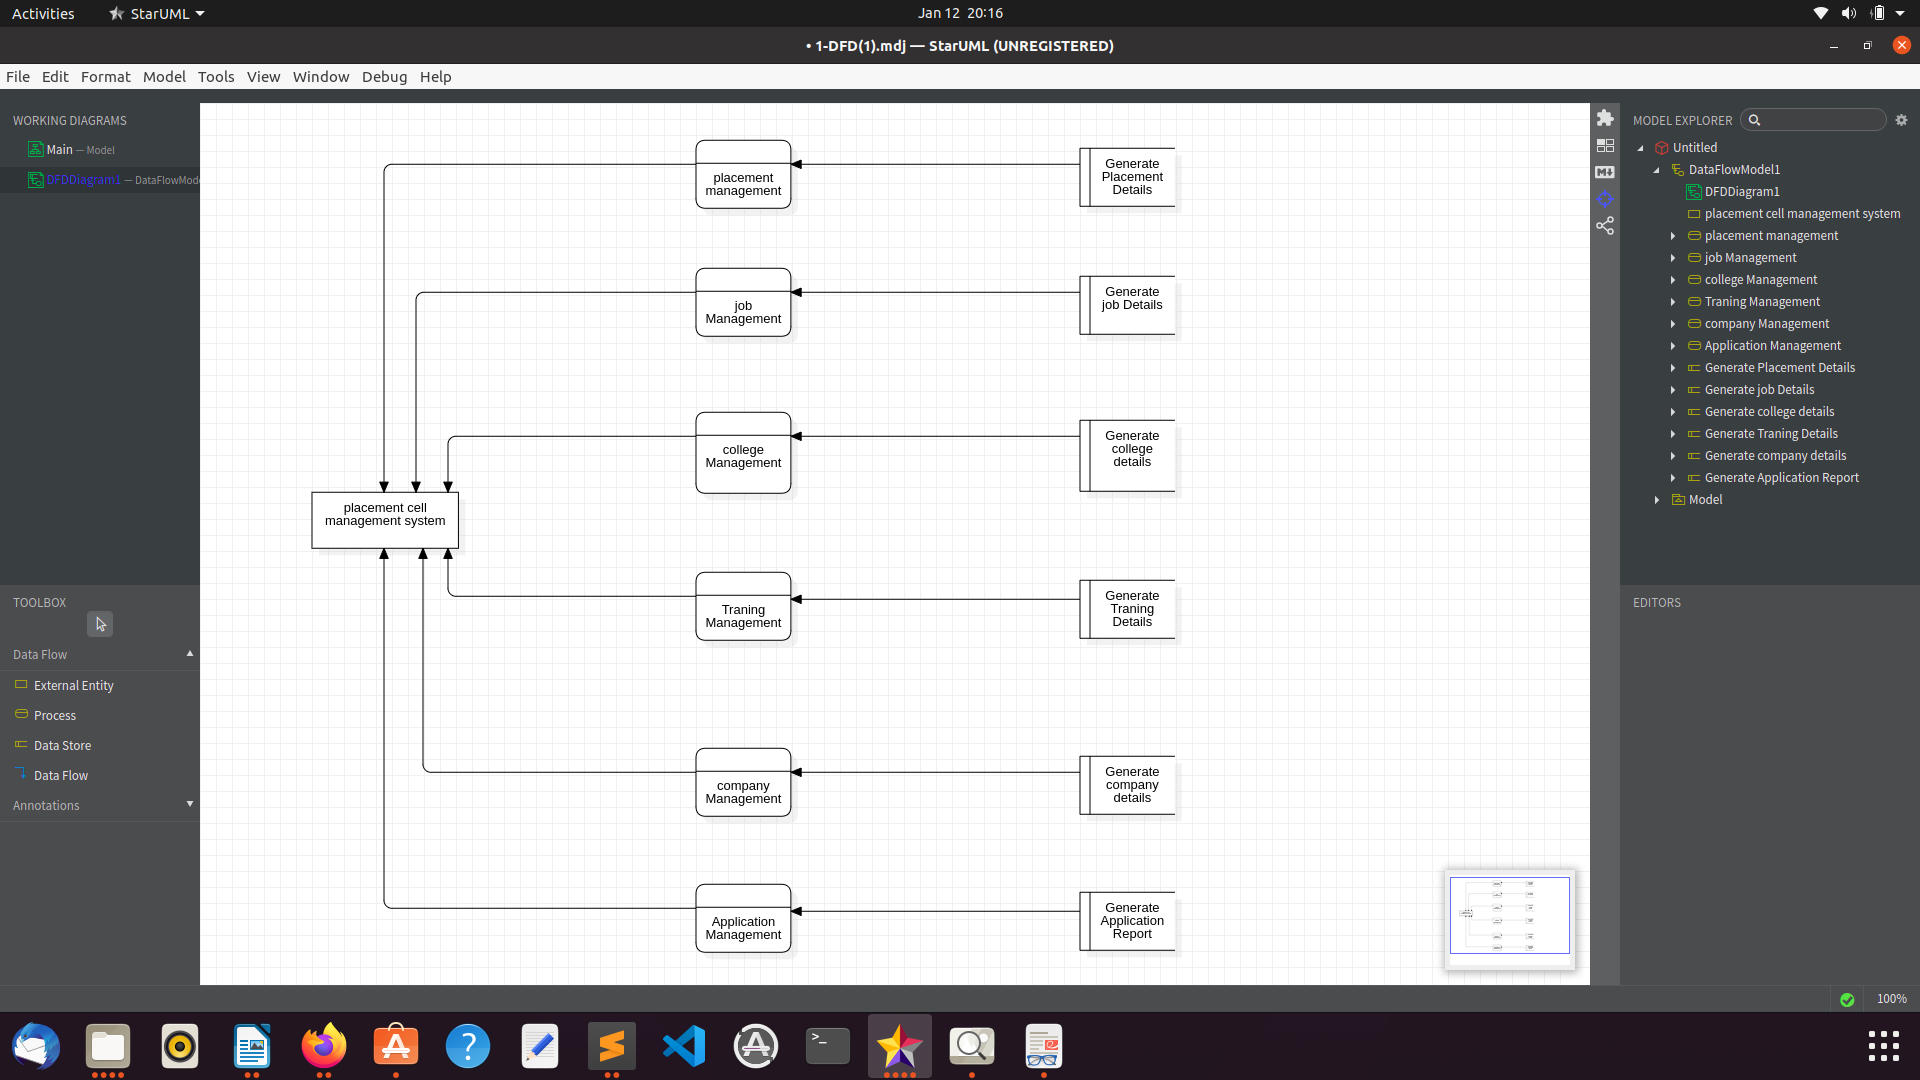 Activities
StarUML
Jan 12 20:16
• 1-DFD(1).mdj — StarUML (UNREGISTERED)
File Edit Format Model Tools View Window Debug Help
WORKING DIAGRAMS
Main — Model
DFDDiagram1 — DataFlowMode
TOOLBOX
Data Flow
External Entity
Process
Data Store
Data Flow
Annotations
placement
management
Generate
Placement
Details
job
Management
Generate
job Details
college
Management
Generate
college
details
placement cell
management system
Traning
Management
Generate
Traning
Details
company
Management
Generate
company
details
Application
Management
Generate
Application
Report
M
MODEL EXPLORER
Untitled
DataFlowModel1
DFDDiagram1
placement cell management system
placement management
job Management
college Management
Traning Management
company Management
Application Management
Generate Placement Details
Generate job Details
Generate college details
Generate Traning Details
Generate company details
Generate Application Report
Model
EDITORS
100%